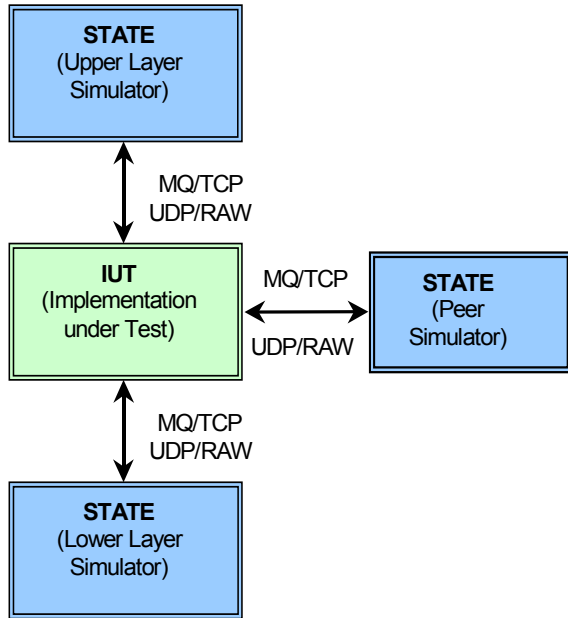 STATE
(Upper Layer
Simulator)
MQ/TCP
UDP/RAW
IUT
(Implementation
under Test)
MQ/TCP
UDP/RAW
STATE
(Peer
Simulator)
MQ/TCP
UDP/RAW
STATE
(Lower Layer
Simulator)